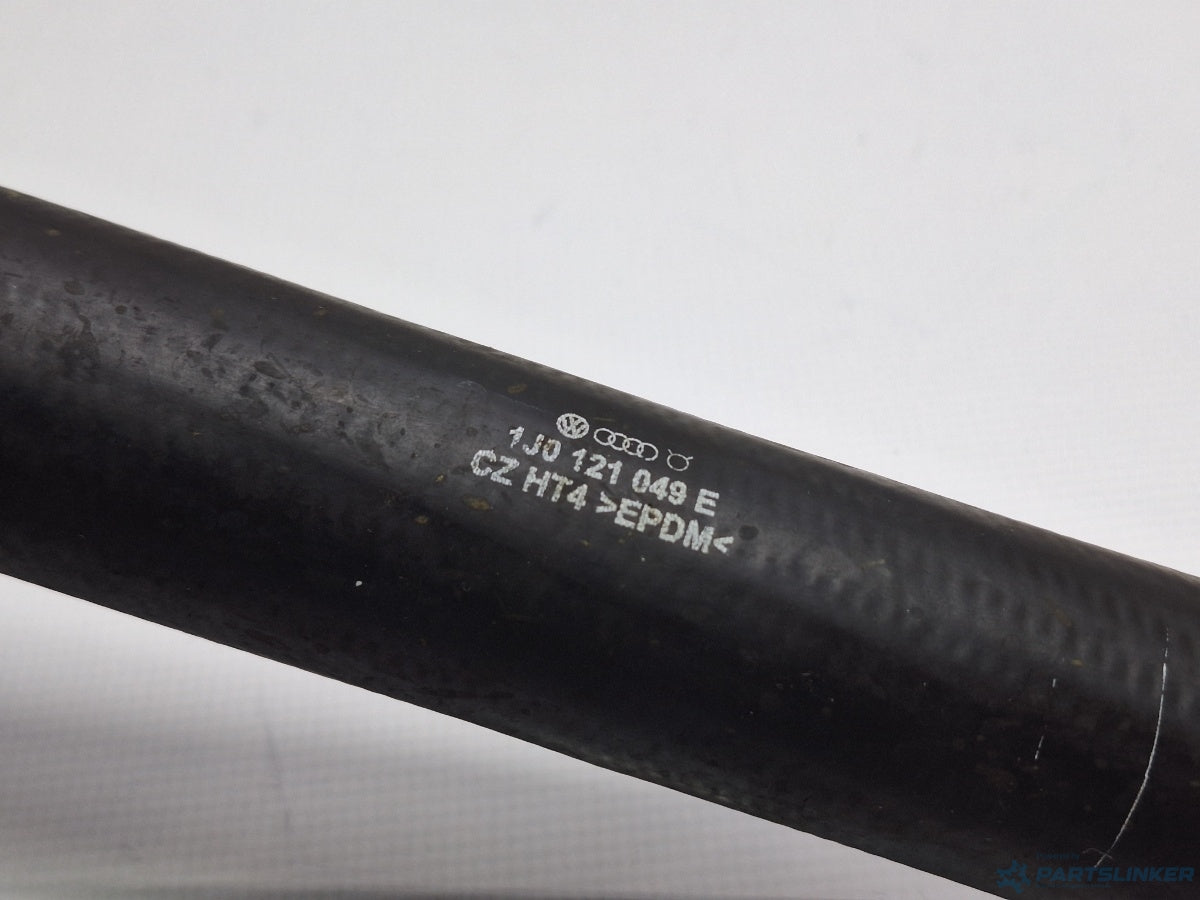 1J0 121 049 E
CZ HT4 >EPDM<
PARTSLINKER